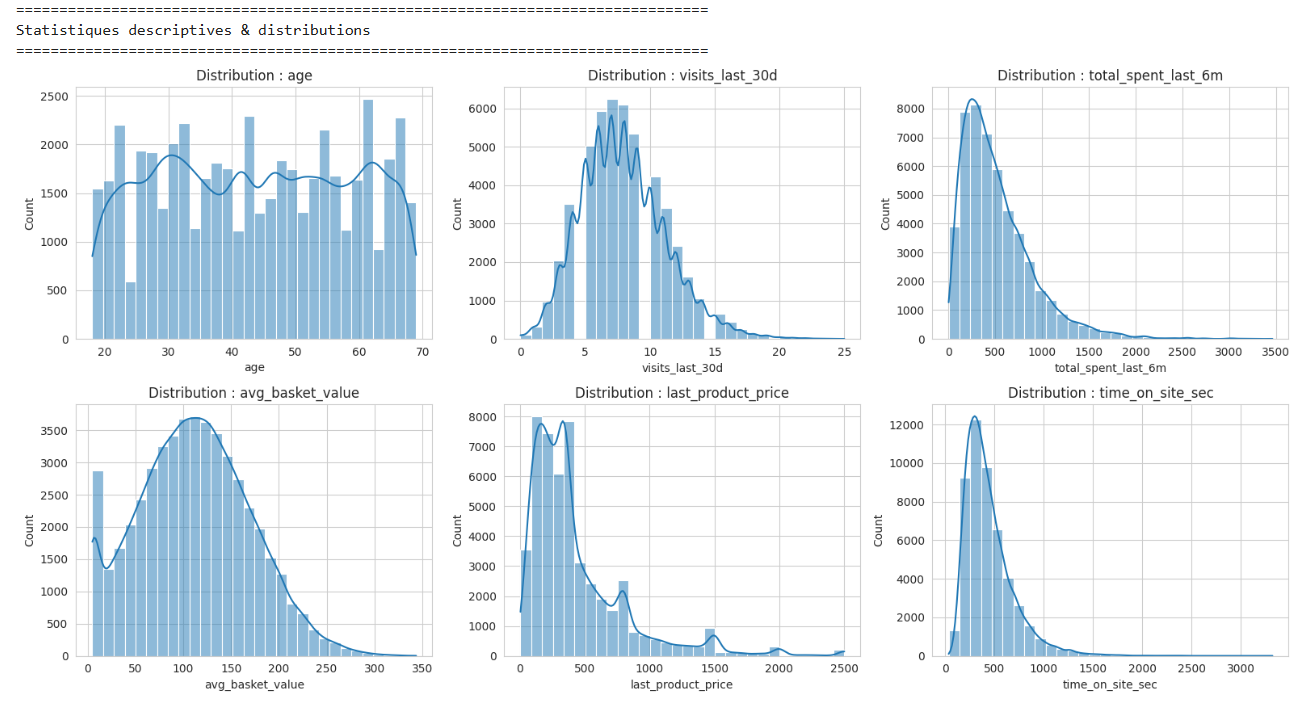 ==================================================================================
Statistiques descriptives & distributions
==================================================================================
Distribution : age
Count
2500
2000
1500
1000
500
0
20 30 40 50 60 70
age
Distribution : visits_last_30d
Count
6000
5000
4000
3000
2000
1000
0
0 5 10 15 20 25
visits_last_30d
Distribution : total_spent_last_6m
Count
8000
7000
6000
5000
4000
3000
2000
1000
0
0 500 1000 1500 2000 2500 3000 3500
total_spent_last_6m
Distribution : avg_basket_value
Count
3500
3000
2500
2000
1500
1000
500
0
0 50 100 150 200 250 300 350
avg_basket_value
Distribution : last_product_price
Count
8000
7000
6000
5000
4000
3000
2000
1000
0
0 500 1000 1500 2000 2500
last_product_price
Distribution : time_on_site_sec
Count
12000
10000
8000
6000
4000
2000
0
0 500 1000 1500 2000 2500 3000
time_on_site_sec